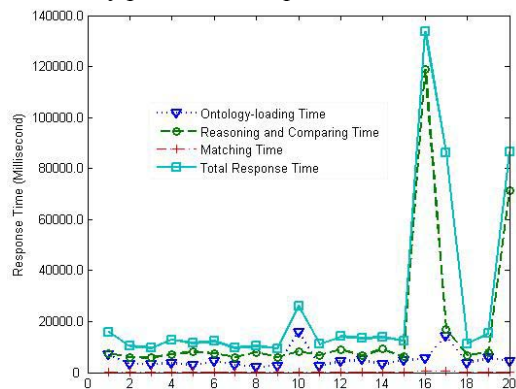 140000.0
120000.0
100000.0
80000.0
60000.0
40000.0
20000.0
0
Response Time (Millisecond)
Ontology-loading Time
Reasoning and Comparing Time
Matching Time
Total Response Time
0 2 4 6 8 10 12 14 16 18 20